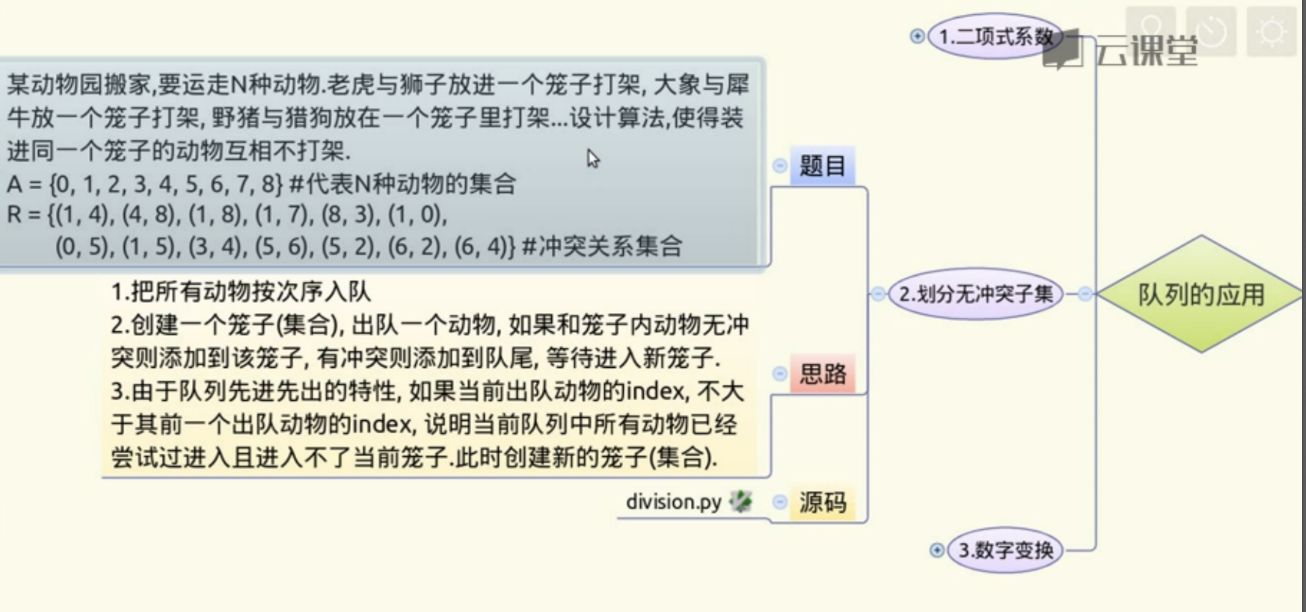 1.二项式系数
云课堂
某动物园搬家,要运走N种动物.老虎与狮子放进一个笼子打架, 大象与犀
牛放一个笼子打架, 野猪与猎狗放在一个笼子里打架...设计算法,使得装
进同一个笼子的动物互相不打架.
A = {0, 1, 2, 3, 4, 5, 6, 7, 8} #代表N种动物的集合
R = {(1, 4), (4, 8), (1, 8), (1, 7), (8, 3), (1, 0),
(0, 5), (1, 5), (3, 4), (5, 6), (5, 2), (6, 2), (6, 4)} #冲突关系集合
题目
1.把所有动物按次序入队
2.创建一个笼子(集合), 出队一个动物, 如果和笼子内动物无冲
突则添加到该笼子, 有冲突则添加到队尾, 等待进入新笼子.
3.由于队列先进先出的特性, 如果当前出队动物的index, 不大
于其前一个出队动物的index, 说明当前队列中所有动物已经
尝试过进入且进入不了当前笼子.此时创建新的笼子(集合).
思路
division.py
源码
2.划分无冲突子集
队列的应用
3.数字变换